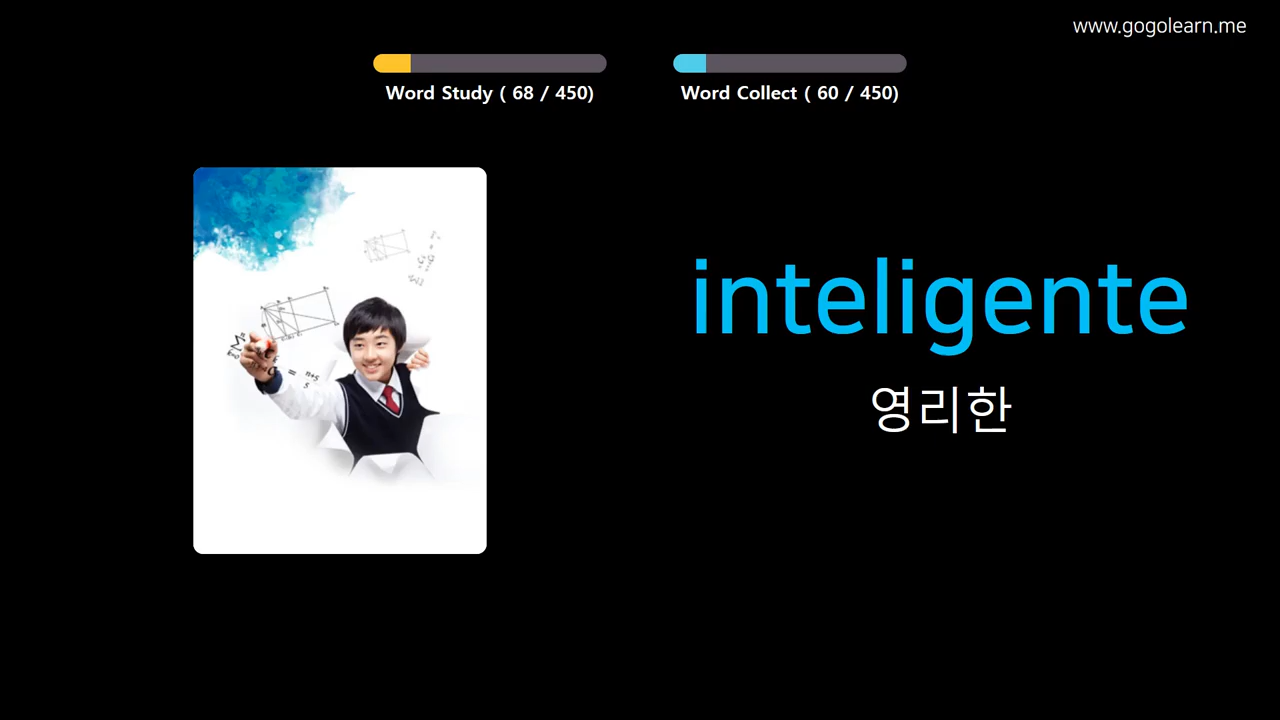 www.gogolearn.me
Word Study ( 68 / 450)
Word Collect ( 60 / 450)
inteligente
영리한